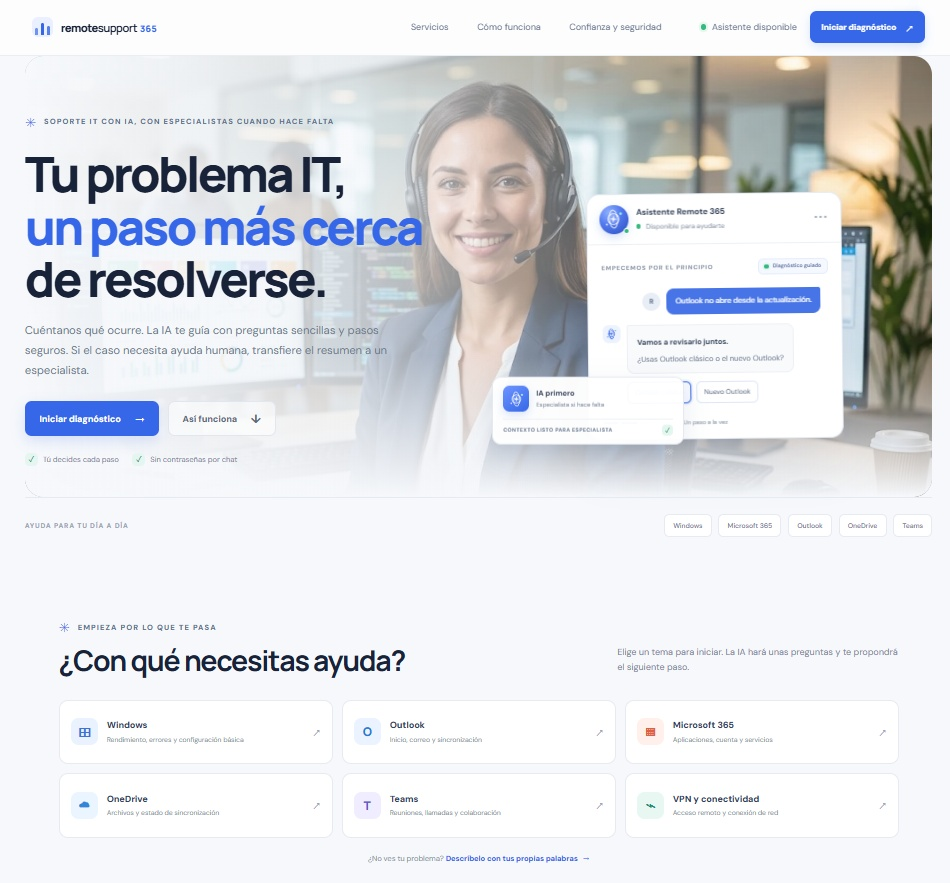 remotesupport 365
Servicios
Cómo funciona
Confianza y seguridad
Asistente disponible
Iniciar diagnóstico ↗
SOPORTE IT CON IA, CON ESPECIALISTAS CUANDO HACE FALTA
Tu problema IT,
un paso más cerca
de resolverse.
Cuéntanos qué ocurre. La IA te guía con preguntas sencillas y pasos
seguros. Si el caso necesita ayuda humana, transfiere el resumen a un
especialista.
Iniciar diagnóstico →
Así funciona ↓
Tú decides cada paso
Sin contraseñas por chat
Asistente Remote 365
Disponible para ayudarte
EMPECEMOS POR EL PRINCIPIO
Diagnóstico guiado
Outlook no abre desde la actualización.
Vamos a revisarlo juntos.
¿Usas Outlook clásico o el nuevo Outlook?
Nuevo Outlook
Un paso a la vez
IA primero
Especialista si hace falta
CONTEXTO LISTO PARA ESPECIALISTA
AYUDA PARA TU DÍA A DÍA
Windows
Microsoft 365
Outlook
OneDrive
Teams
EMPIEZA POR LO QUE TE PASA
¿Con qué necesitas ayuda?
Elige un tema para iniciar. La IA hará unas preguntas y te propondrá
el siguiente paso.
Windows
Rendimiento, errores y configuración básica
O
Outlook
Inicio, correo y sincronización
Microsoft 365
Aplicaciones, cuenta y servicios
OneDrive
Archivos y estado de sincronización
T
Teams
Reuniones, llamadas y colaboración
VPN y conectividad
Acceso remoto y conexión de red
¿No ves tu problema? Descríbelo con tus propias palabras →